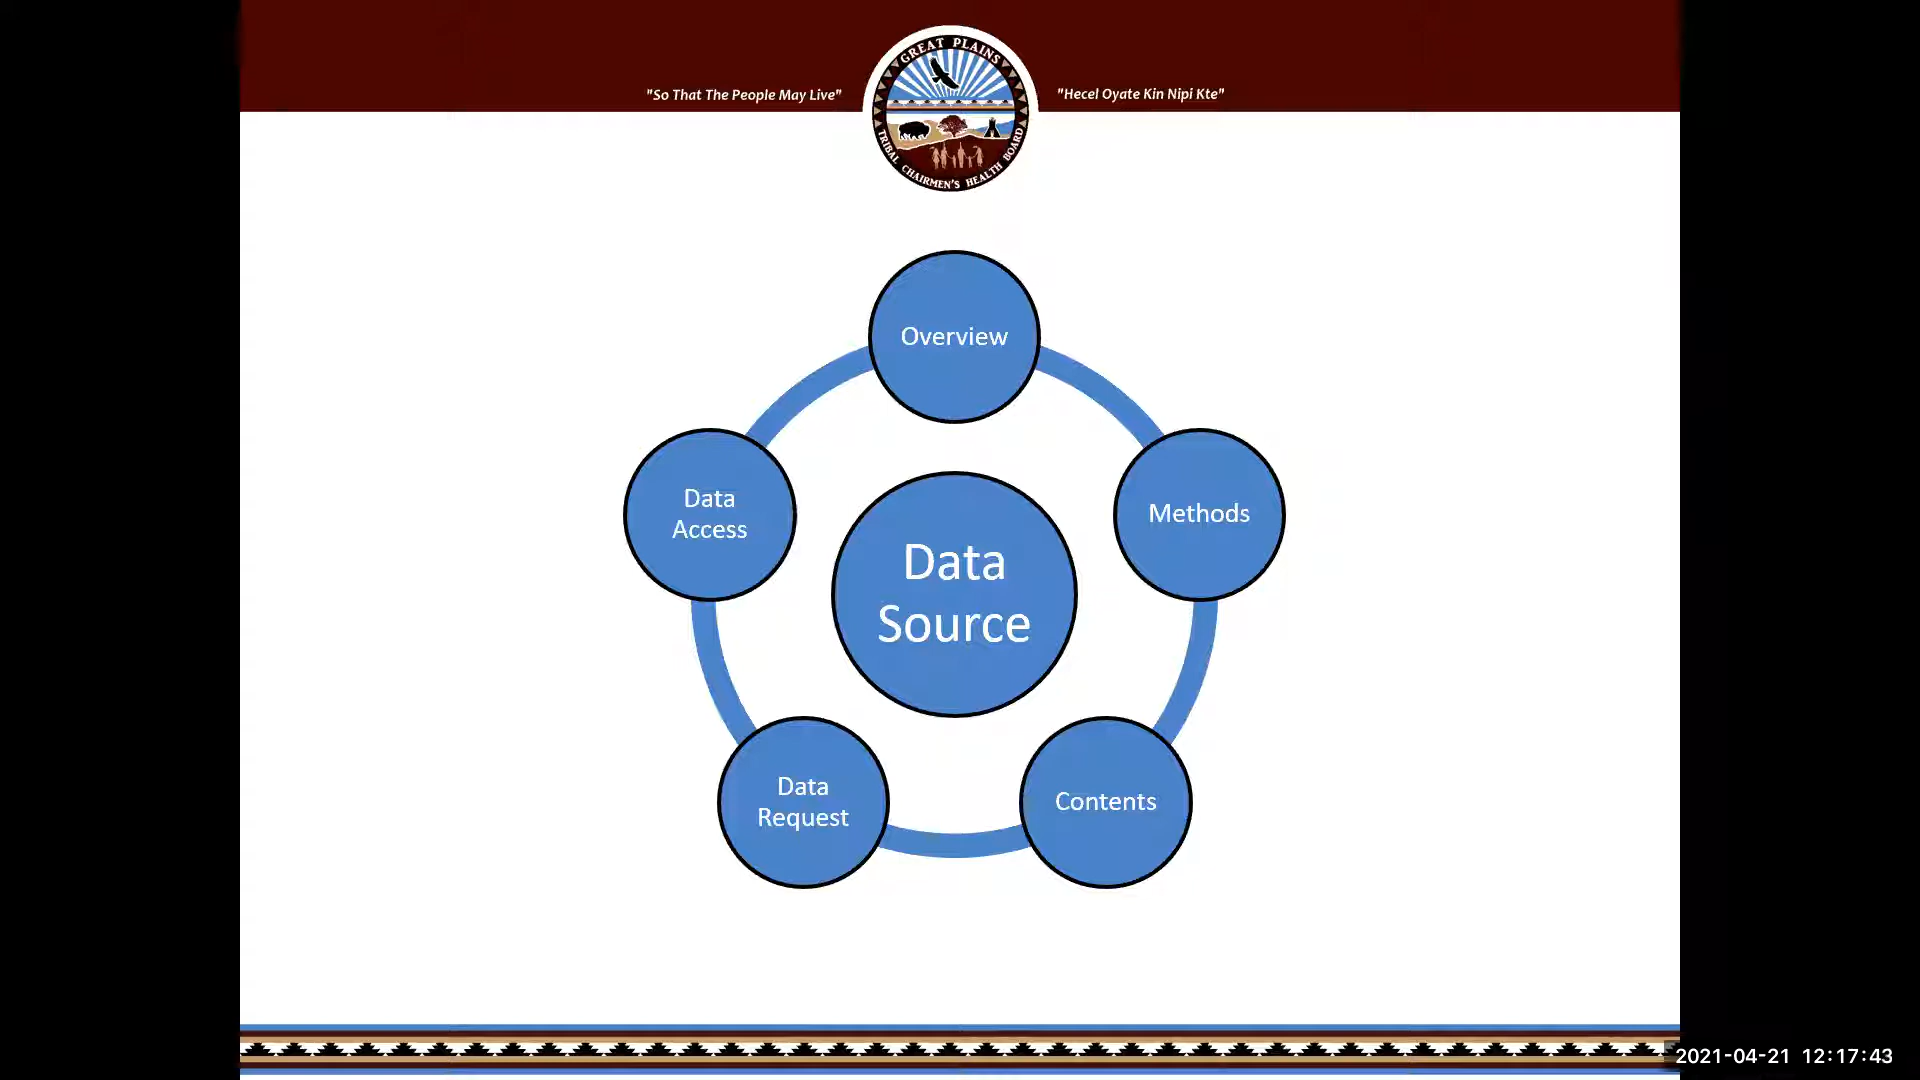 "So That The People May Live"
GREAT PLAINS
TRIBAL CHAIRMEN'S HEALTH BOARD
"Hecel Oyate Kin Nipi Kte"
Overview
Methods
Contents
Data
Request
Data
Access
Data
Source
2021-04-21 12:17:43